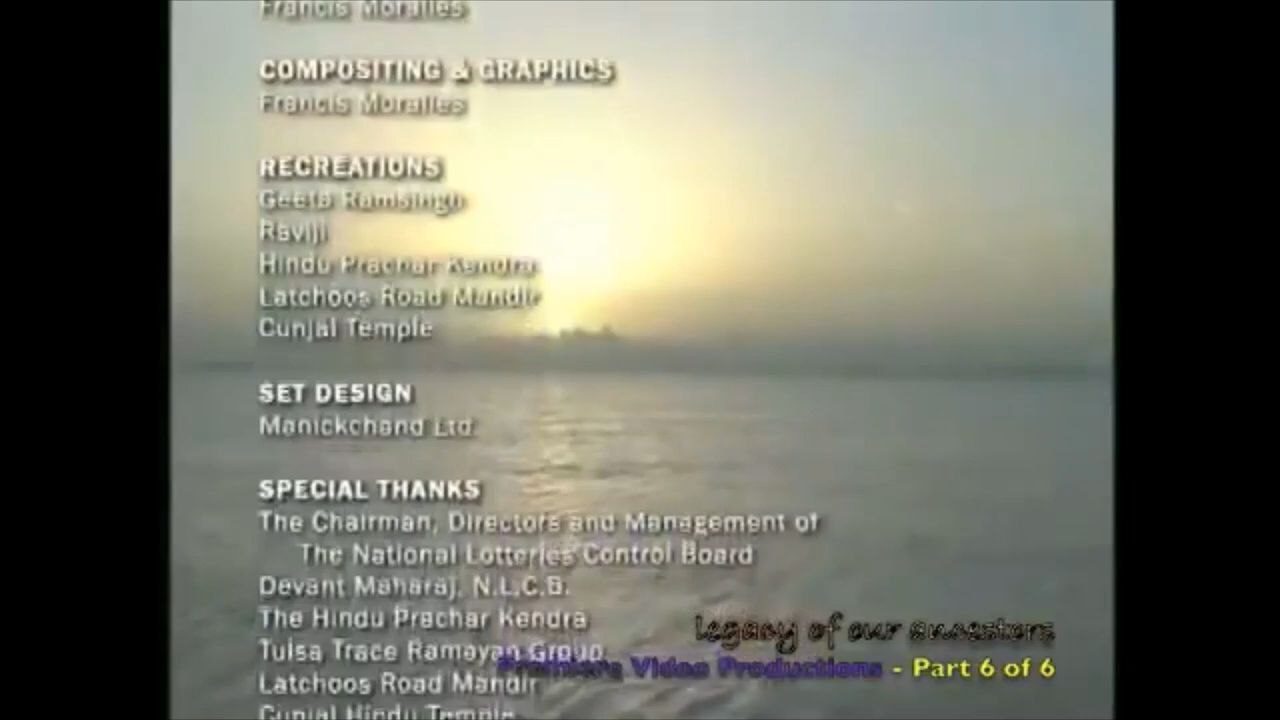 Francis Moralles
COMPOSITING & GRAPHICS
Francis Moralles
RECREATIONS
Geeta Ramsingh
Raviji
Hindu Prachar Kendra
Latchoos Road Mandir
Cunjal Temple
SET DESIGN
Manickchand Ltd
SPECIAL THANKS
The Chairman, Directors and Management of
The National Lotteries Control Board
Devant Maharaj, N.L.C.B.
The Hindu Prachar Kendra
legacy of our ancestors
Tulsa Trace Ramayan Group
Video Productions - Part 6 of 6
Latchoos Road Mandir
Cunjal Hindu Temple